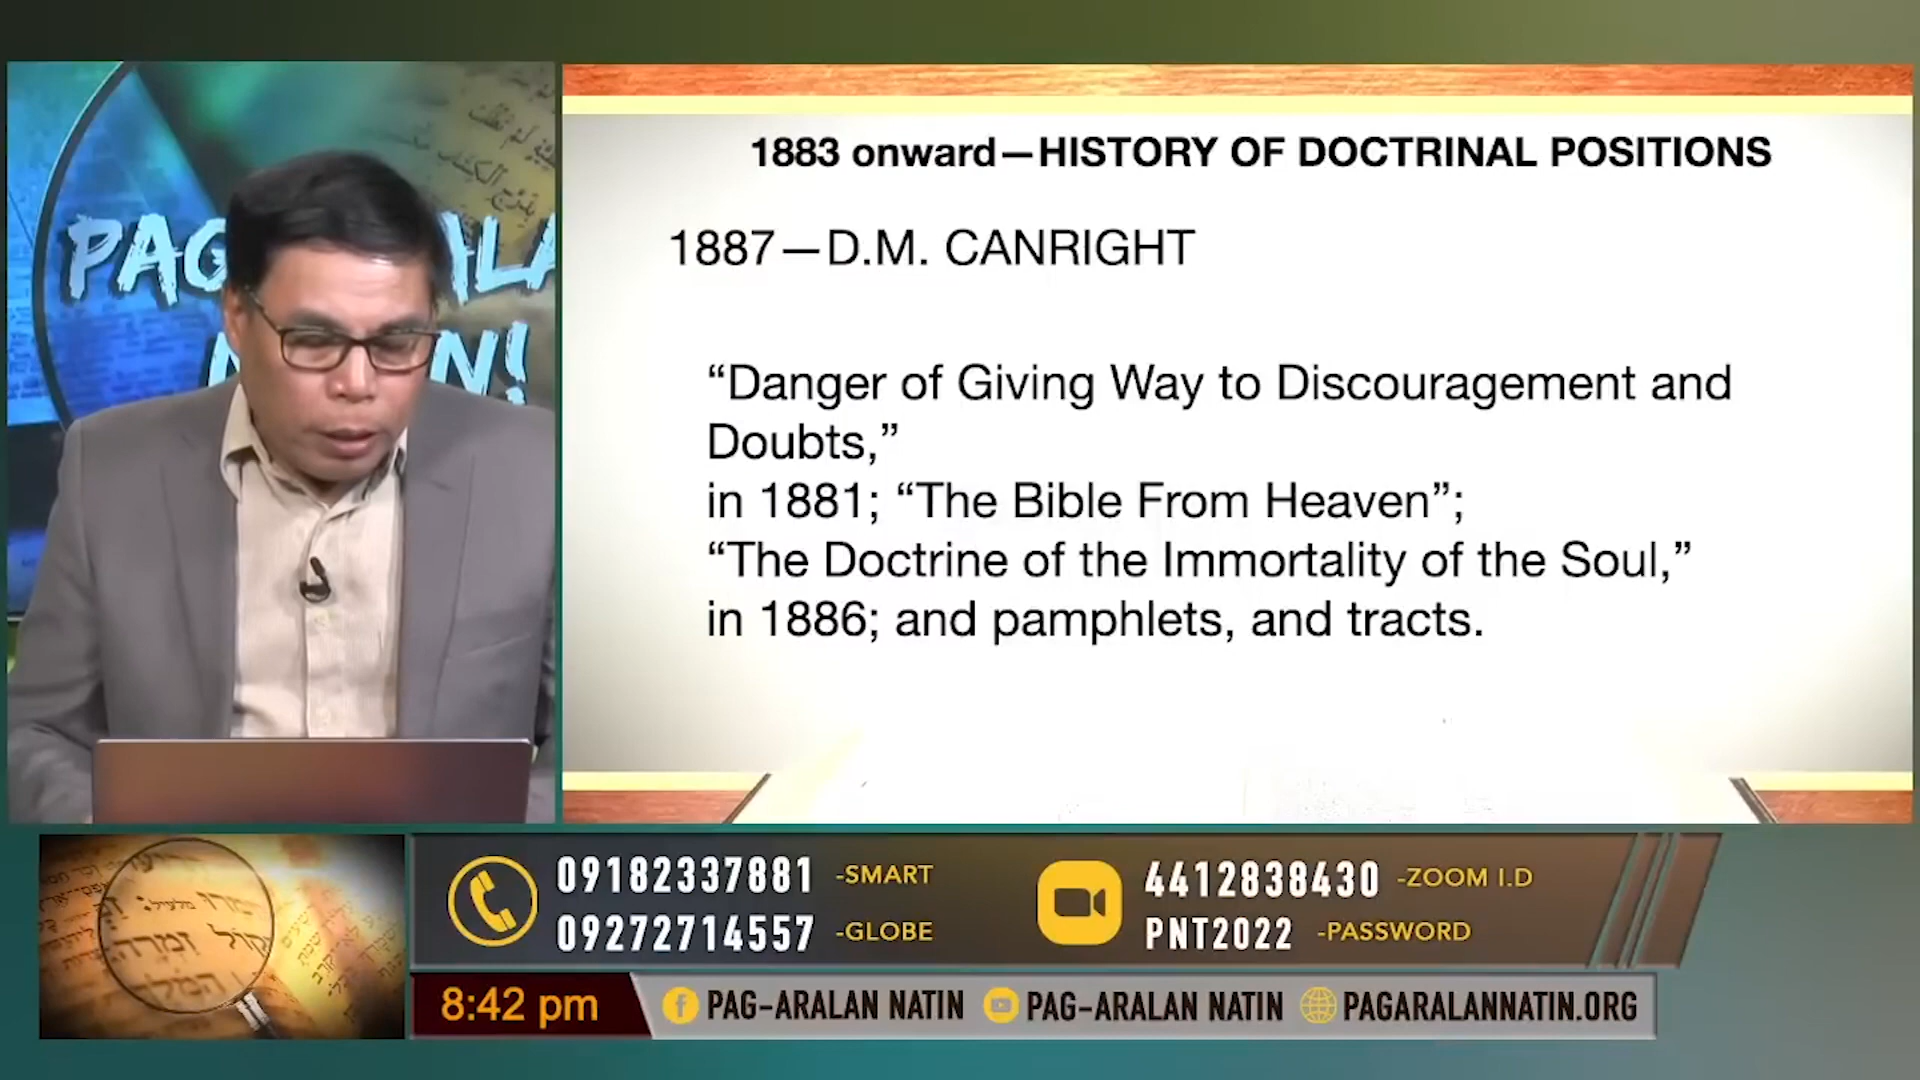 1883 onward—HISTORY OF DOCTRINAL POSITIONS
1887—D.M. CANRIGHT
“Danger of Giving Way to Discouragement and
Doubts,”
in 1881; “The Bible From Heaven”;
“The Doctrine of the Immortality of the Soul,”
in 1886; and pamphlets, and tracts.
09182337881 -SMART
09272714557 -GLOBE
4412838430 -ZOOM I.D
PNT2022 -PASSWORD
8:42 pm
PAG-ARALAN NATIN
PAG-ARALAN NATIN
PAGARALANNATIN.ORG